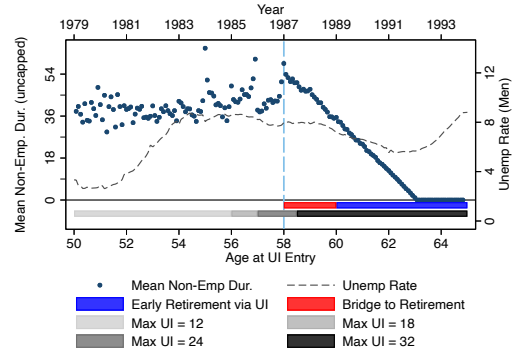 Year
1979 1981 1983 1985 1987 1989 1991 1993
Mean Non-Emp. Dur. (uncapped)
54
36
18
0
12
8
4
0
Unemp Rate (Men)
50 52 54 56 58 60 62 64
Age at UI Entry
Mean Non-Emp Dur. Unemp Rate
Early Retirement via UI Bridge to Retirement
Max UI = 12 Max UI = 18
Max UI = 24 Max UI = 32